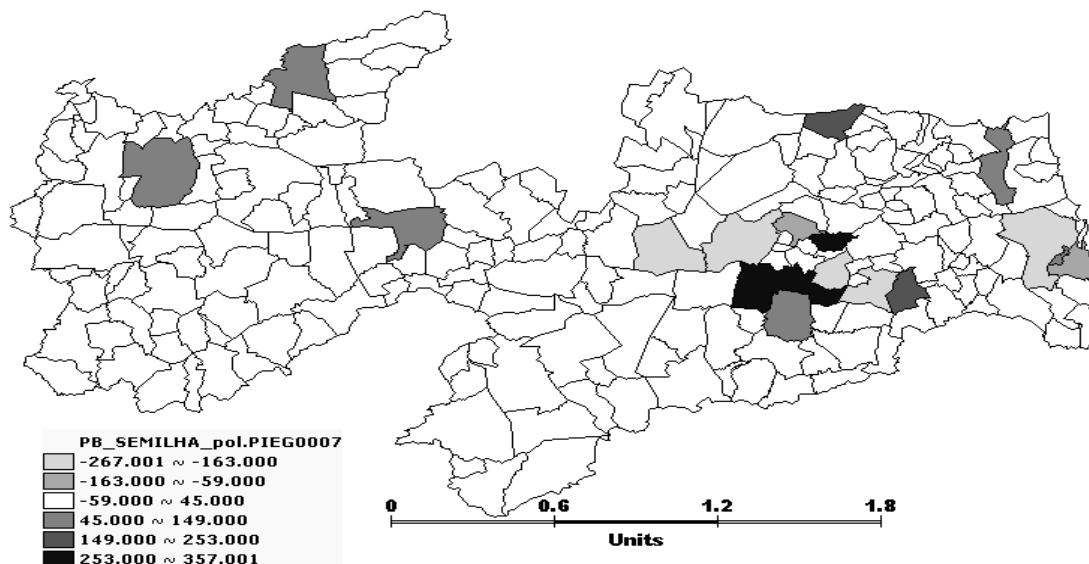 PB_SEMILHA_pol.PIEG0007
-267.001 ~ -163.000
-163.000 ~ -59.000
-59.000 ~ 45.000
45.000 ~ 149.000
149.000 ~ 253.000
253.000 ~ 357.001
0 0.6 1.2 1.8
Units